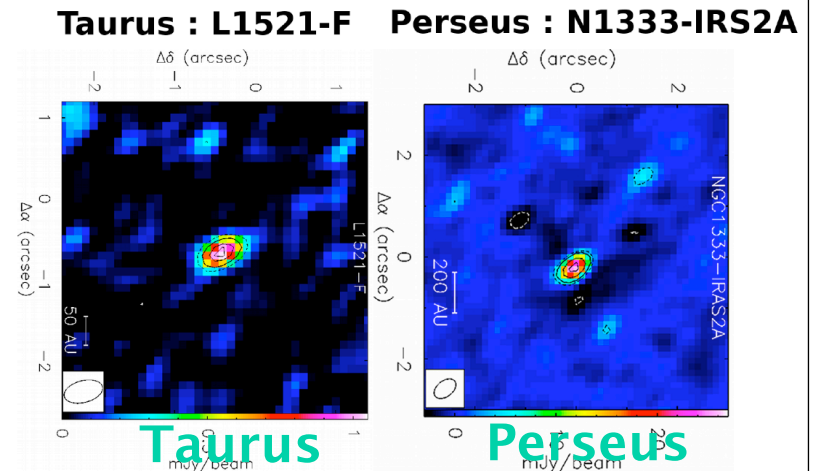 Taurus : L1521-F
Perseus : N1333-IRS2A
Δδ (arcsec)
−2 −1 0 1
Δδ (arcsec)
−2 0 2
1
0
−1
−2
Δα (arcsec)
L1521−F
50 AU
2
0
−2
Δα (arcsec)
NGC1333−IRAS2A
200 AU
0 1
Taurus
mJy/beam
0 20
Perseus
mJy/beam